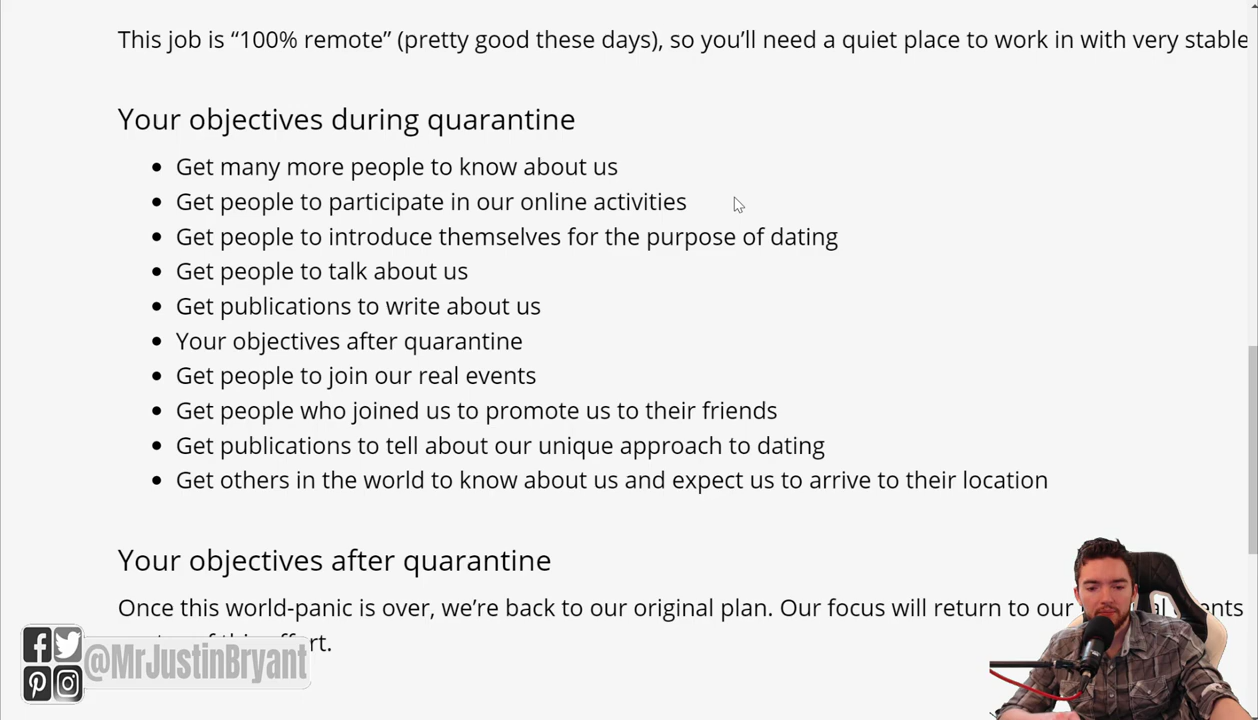 This job is “100% remote” (pretty good these days), so you’ll need a quiet place to work in with very stable
Your objectives during quarantine
• Get many more people to know about us
• Get people to participate in our online activities
• Get people to introduce themselves for the purpose of dating
• Get people to talk about us
• Get publications to write about us
• Your objectives after quarantine
• Get people to join our real events
• Get people who joined us to promote us to their friends
• Get publications to tell about our unique approach to dating
• Get others in the world to know about us and expect us to arrive to their location
Your objectives after quarantine
Once this world-panic is over, we’re back to our original plan. Our focus will return to our
of this effort.
@MrJustinBryant